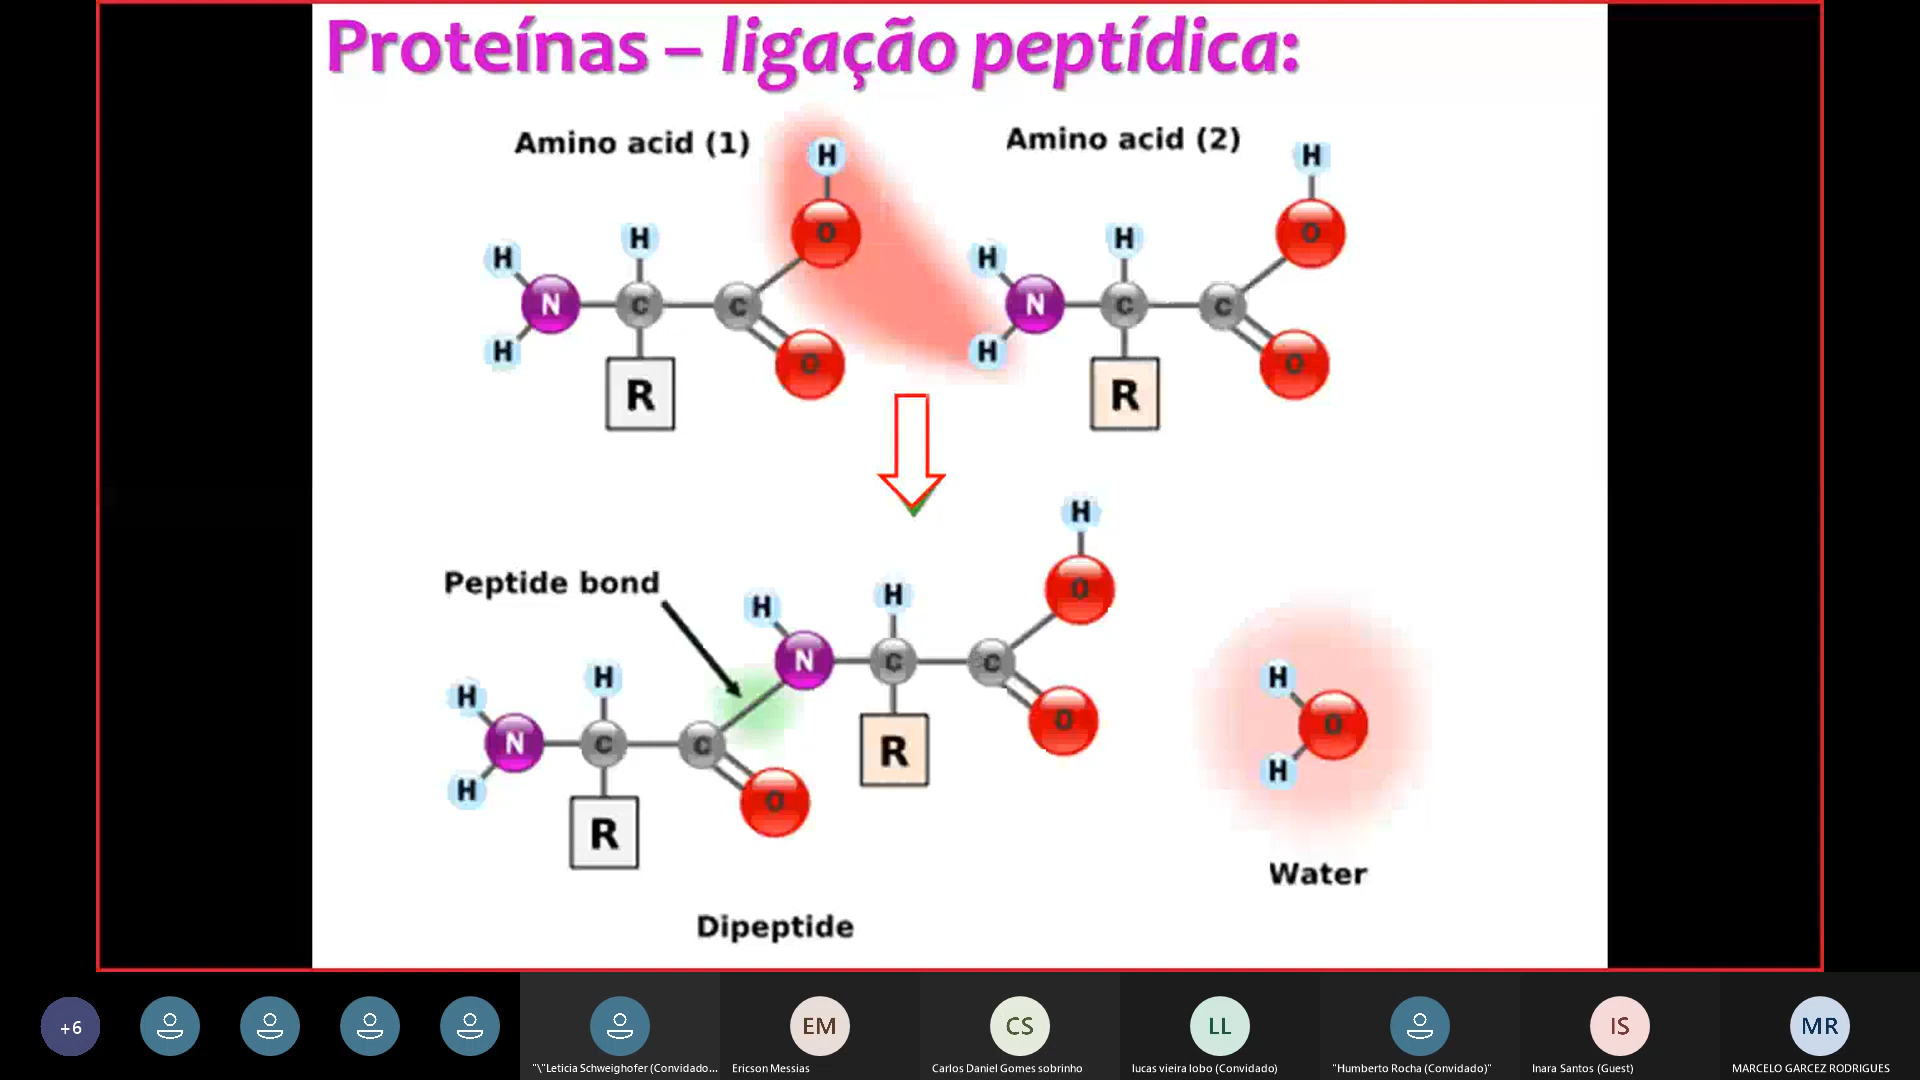 Proteínas – ligação peptídica:
Amino acid (1)
Amino acid (2)
H
H
O
O
H
H
H
H
N
C
C
N
C
C
H
H
O
O
R
R
H
Peptide bond
O
H
H
N
C
C
H
H
H
O
O
N
C
C
R
H
H
O
R
Water
Dipeptide
+6
EM
CS
LL
IS
MR
"\"Leticia Schweighofer (Convidado...
Ericson Messias
Carlos Daniel Gomes sobrinho
lucas vieira lobo (Convidado)
"Humberto Rocha (Convidado)"
Inara Santos (Guest)
MARCELO GARCEZ RODRIGUES